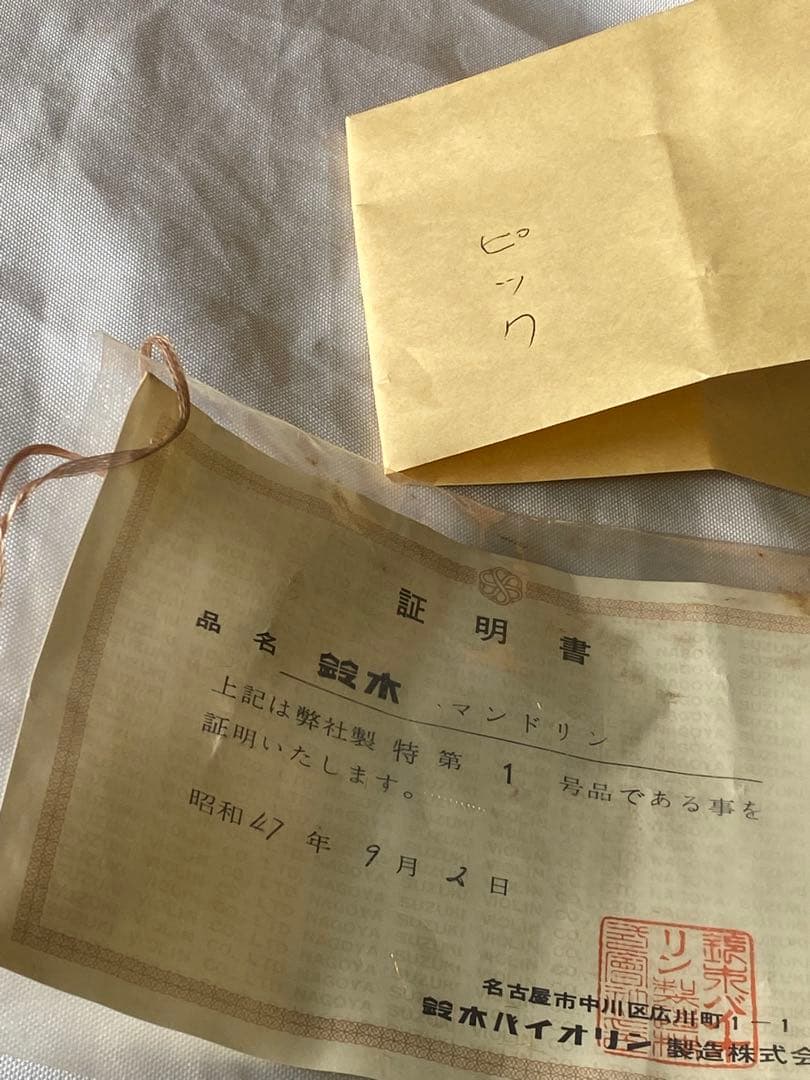 ピック
証明書
品名 鈴木 マンドリン
上記は弊社製 特 第 1 号品である事を
証明いたします。
昭和47年 9月 2日
名古屋市中川区広川町1-1
鈴木バイオリン製造株式会